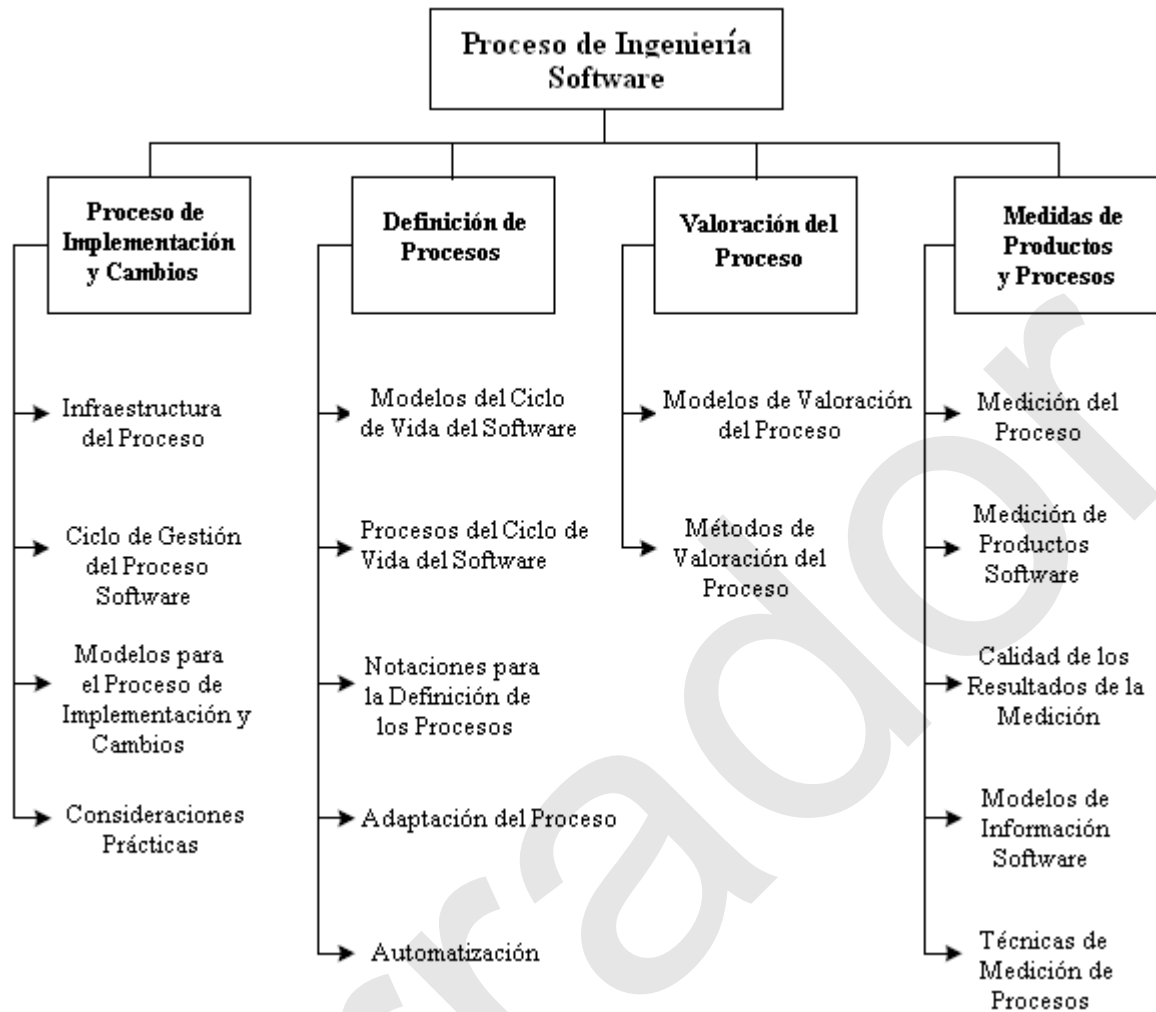 Proceso de Ingeniería
Software
Proceso de
Implementación
y Cambios
Infraestructura
del Proceso
Ciclo de Gestión
del Proceso
Software
Modelos para
el Proceso de
Implementación y
Cambios
Consideraciones
Prácticas
Definición de
Procesos
Modelos del Ciclo
de Vida del Software
Procesos del Ciclo de
Vida del Software
Notaciones para
la Definición de
los Procesos
Adaptación del Proceso
Automatización
Valoración del
Proceso
Modelos de Valoración
del Proceso
Métodos de
Valoración del
Proceso
Medidas de
Productos
y Procesos
Medición del
Proceso
Medición de
Productos
Software
Calidad de los
Resultados de la
Medición
Modelos de
Información
Software
Técnicas de
Medición de
Procesos
rador